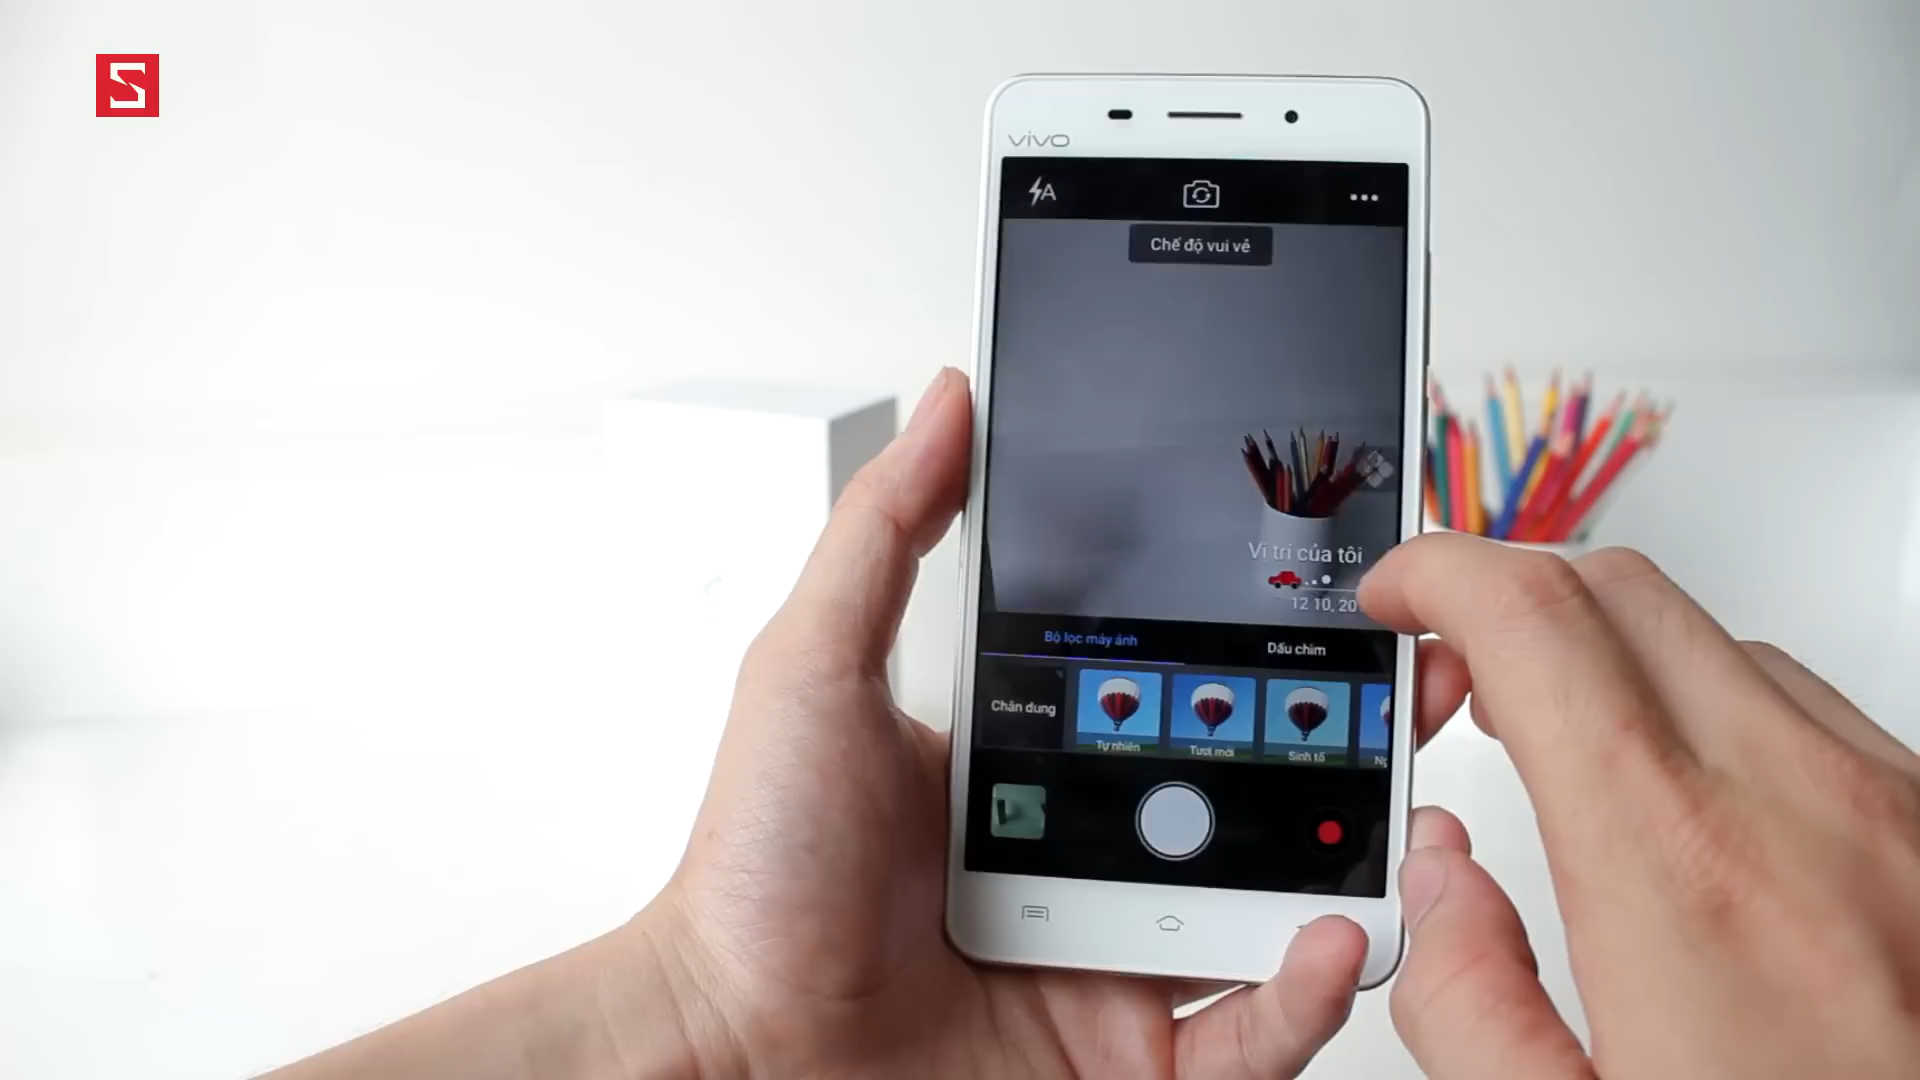 S
vivo
A
Chế độ vui vẻ
Vị trí của tôi
12 10, 20
Bộ lọc máy ảnh
Dấu chìm
Chân dung
Tự nhiên
Tươi mới
Sinh tố